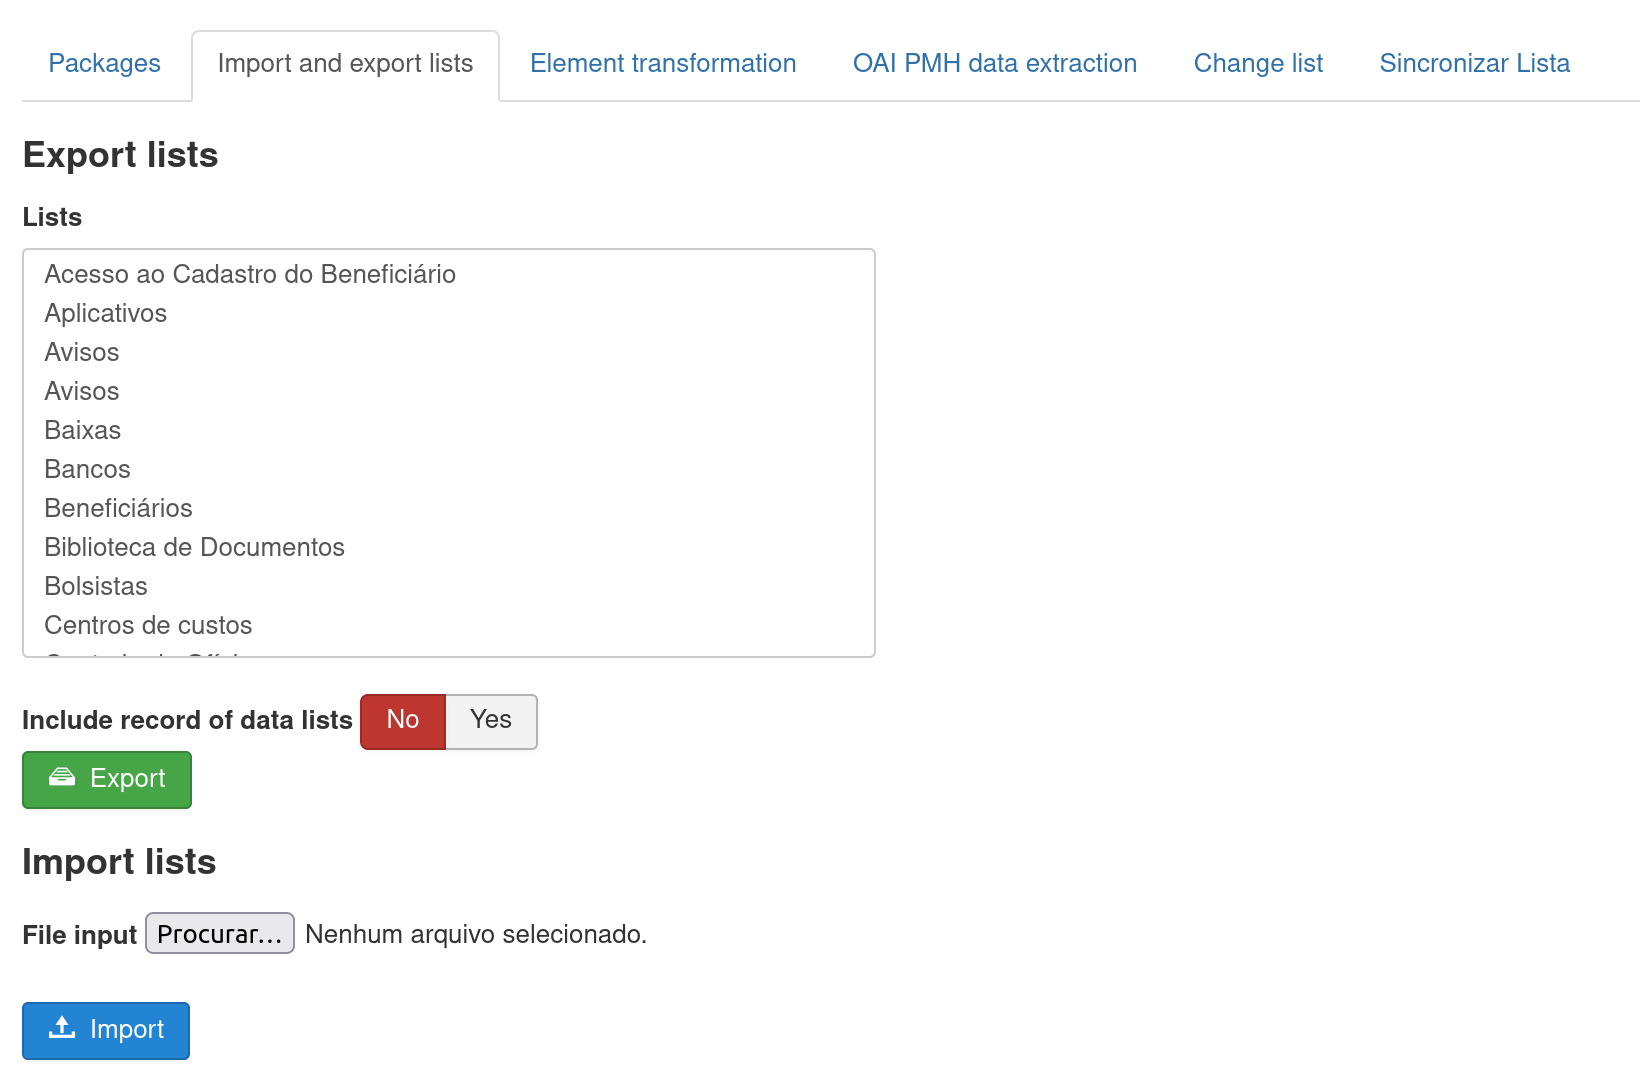 Packages Import and export lists Element transformation OAI PMH data extraction Change list Sincronizar Lista
Export lists
Lists
Acesso ao Cadastro do Beneficiário
Aplicativos
Avisos
Avisos
Baixas
Bancos
Beneficiários
Biblioteca de Documentos
Bolsistas
Centros de custos
Include record of data lists No Yes
Export
Import lists
File input Procurar... Nenhum arquivo selecionado.
Import